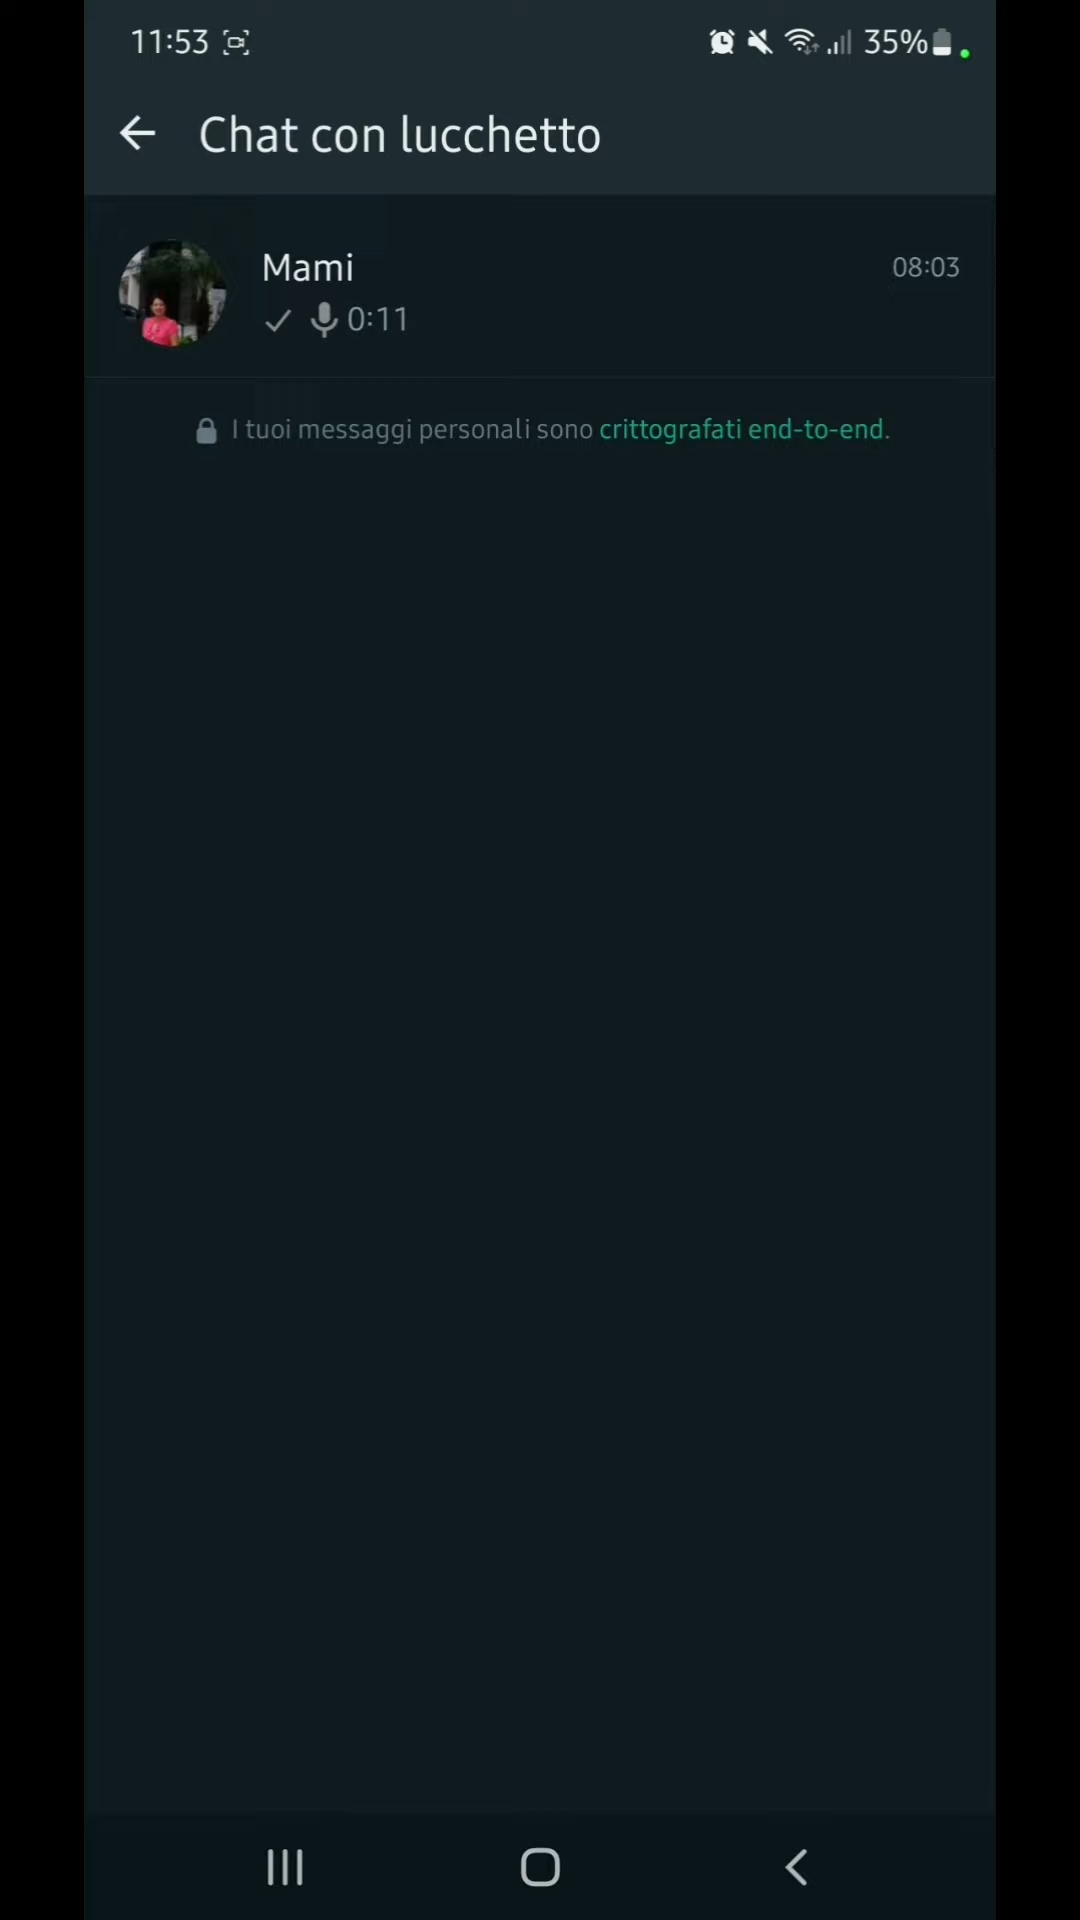 11:53 35%
Chat con lucchetto
Mami 08:03
0:11
I tuoi messaggi personali sono crittografati end-to-end.